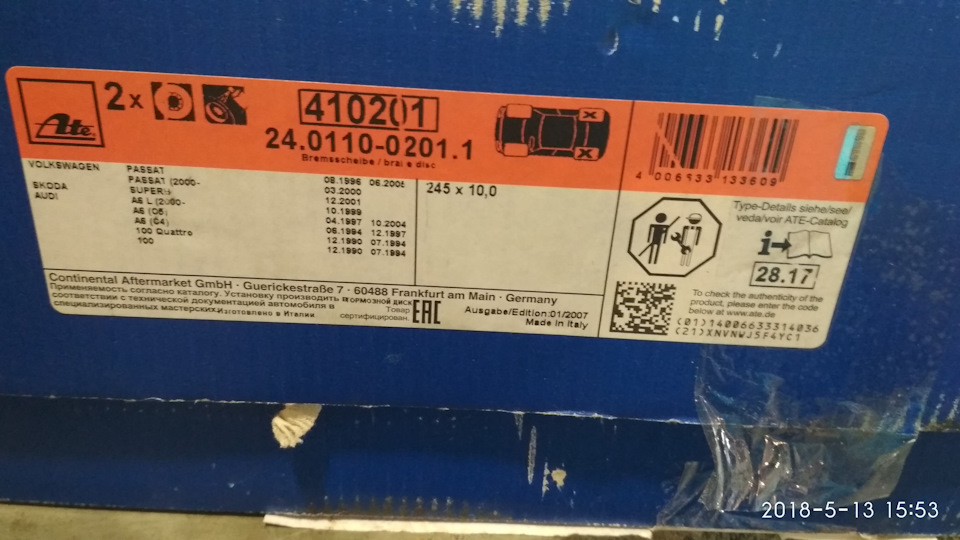 Ate
2x
410201
24.0110-0201.1
Bremsscheibe / brake disc
4 006933 133609
VOLKSWAGEN PASSAT 08.1996 06.2005
PASSAT (2000- 03.2000
SKODA SUPERB 12.2001
AUDI A6 L (2000- 10.1999
A6 (C5) 04.1997 10.2004
A6 (C4) 06.1994 12.1997
100 Quattro 12.1990 07.1994
100 12.1990 07.1994
245 x 10,0
Type-Details siehe/see/
veda/voir ATE-Catalog
28.17
Continental Aftermarket GmbH · Guerickestraße 7 · 60488 Frankfurt am Main · Germany
Применяемость согласно каталогу. Установку производить в
соответствии с технической документацией автомобиля в
специализированных мастерских.
ТОРМОЗНОЙ ДИСК
Изготовлено в Италии
Товар
сертифицирован.
EAC
Ausgabe/Edition:01/2007
Made in Italy
To check the authenticity of the
product, please enter the code
below at www.ate.de
(01)14006633314036
(21)XNVNWJ5F4YC1
2018-5-13 15:53